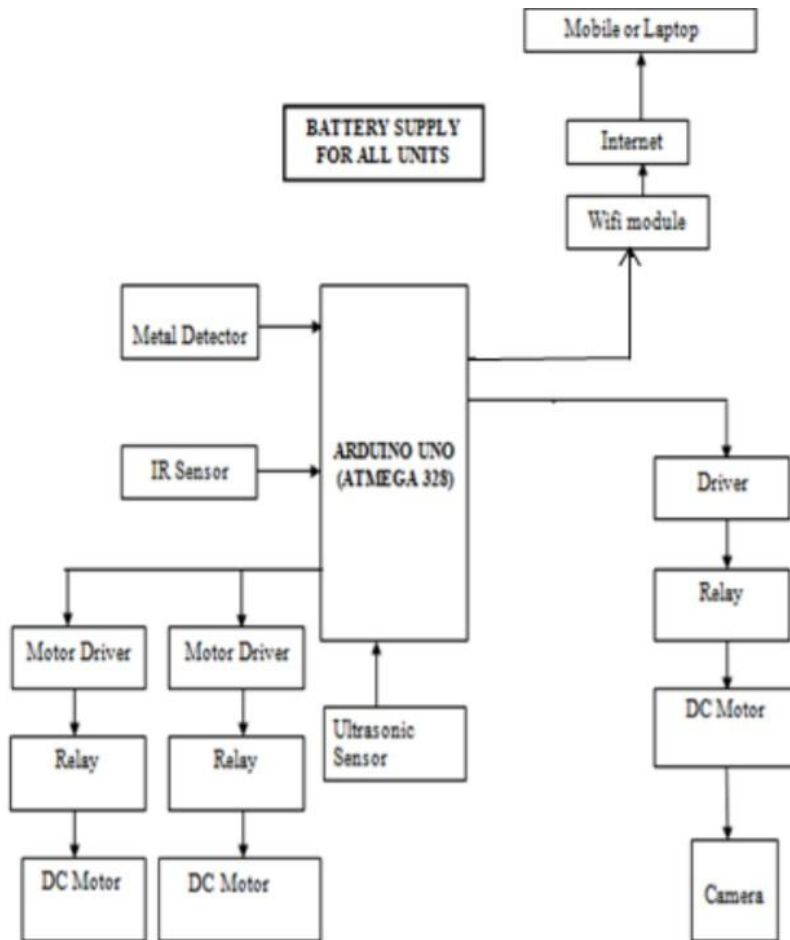 Mobile or Laptop
BATTERY SUPPLY
FOR ALL UNITS
Internet
Wifi module
Metal Detector
ARDUINO UNO
(ATMEGA 328)
IR Sensor
Driver
Relay
DC Motor
Camera
Motor Driver
Motor Driver
Relay
Relay
DC Motor
DC Motor
Ultrasonic
Sensor